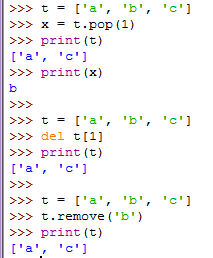 >>> t = ['a', 'b', 'c']
>>> x = t.pop(1)
>>> print(t)
['a', 'c']
>>> print(x)
b
>>>
>>> t = ['a', 'b', 'c']
>>> del t[1]
>>> print(t)
['a', 'c']
>>>
>>> t = ['a', 'b', 'c']
>>> t.remove('b')
>>> print(t)
['a', 'c']